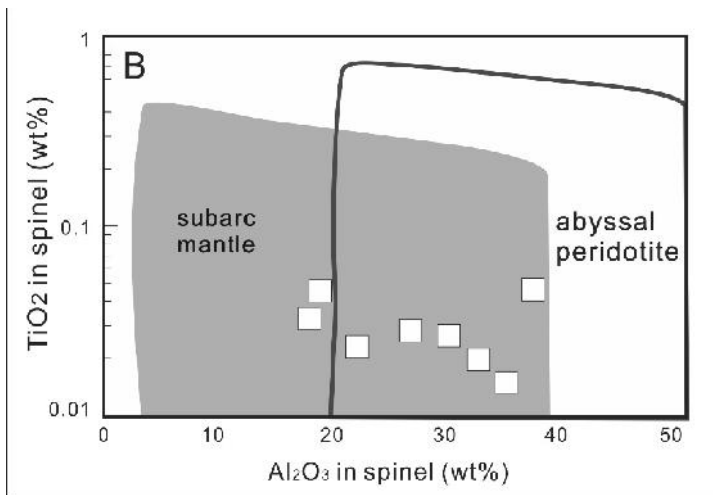 B
1
0.1
0.01
TiO2 in spinel (wt%)
subarc
mantle
abyssal
peridotite
0 10 20 30 40 50
Al₂O₃ in spinel (wt%)